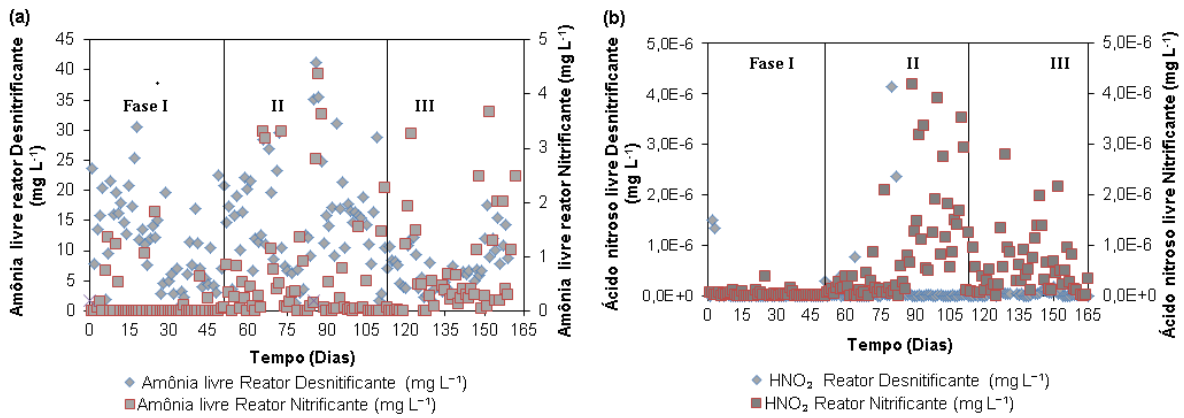 (a)
Amônia livre reator Desnitrificante
(mg L-1)
45
40
35
30
25
20
15
10
5
0
Fase I
II
III
5
4
3
2
1
0
Amônia livre reator Nitrificante (mg L-1)
0 15 30 45 60 75 90 105 120 135 150 165
Tempo (Dias)
Amônia livre Reator Desnitificante (mg L−1)
Amônia livre Reator Nitrificante (mg L−1)
(b)
Ácido nitroso livre Desnitrificante
(mg L-1)
5,0E-6
4,0E-6
3,0E-6
2,0E-6
1,0E-6
0,0E+0
Fase I
II
III
5,0E-6
4,0E-6
3,0E-6
2,0E-6
1,0E-6
0,0E+0
Ácido nitroso livre Nitrificante (mg L-1)
0 15 30 45 60 75 90 105 120 135 150 165
Tempo (Dias)
HNO₂ Reator Desnitificante (mg L−1)
HNO₂ Reator Nitrificante (mg L−1)